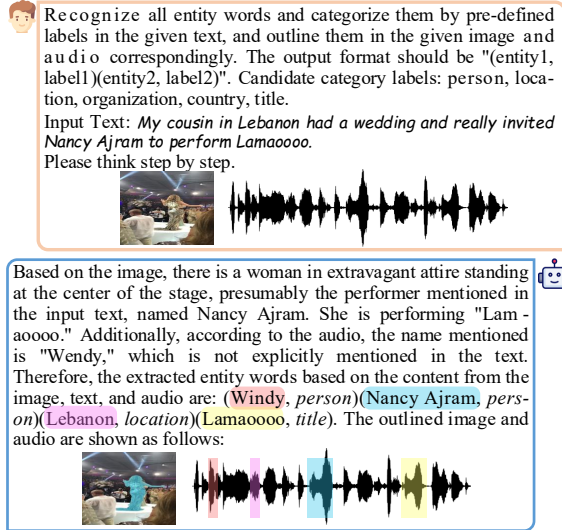 Recognize all entity words and categorize them by pre-defined
labels in the given text, and outline them in the given image and
audio correspondingly. The output format should be "(entity1,
label1)(entity2, label2)". Candidate category labels: person, loca-
tion, organization, country, title.
Input Text: My cousin in Lebanon had a wedding and really invited
Nancy Ajram to perform Lamaoooo.
Please think step by step.
Based on the image, there is a woman in extravagant attire standing
at the center of the stage, presumably the performer mentioned in
the input text, named Nancy Ajram. She is performing "Lam-
aoooo." Additionally, according to the audio, the name mentioned
is "Wendy," which is not explicitly mentioned in the text.
Therefore, the extracted entity words based on the content from the
image, text, and audio are: (Windy, person)(Nancy Ajram, pers-
on)(Lebanon, location)(Lamaoooo, title). The outlined image and
audio are shown as follows: